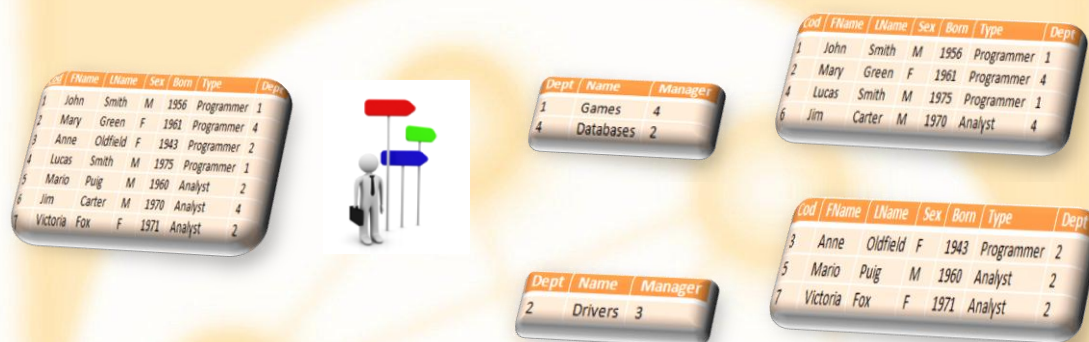 Cod FName LName Sex Born Type Dept
1 John Smith M 1956 Programmer 1
2 Mary Green F 1961 Programmer 4
3 Anne Oldfield F 1943 Programmer 2
4 Lucas Smith M 1975 Programmer 1
5 Mario Puig M 1960 Analyst 2
6 Jim Carter M 1970 Analyst 4
7 Victoria Fox F 1971 Analyst 2
Dept Name Manager
1 Games 4
4 Databases 2
Cod FName LName Sex Born Type Dept
1 John Smith M 1956 Programmer 1
2 Mary Green F 1961 Programmer 4
4 Lucas Smith M 1975 Programmer 1
6 Jim Carter M 1970 Analyst 4
Dept Name Manager
2 Drivers 3
Cod FName LName Sex Born Type Dept
3 Anne Oldfield F 1943 Programmer 2
5 Mario Puig M 1960 Analyst 2
7 Victoria Fox F 1971 Analyst 2